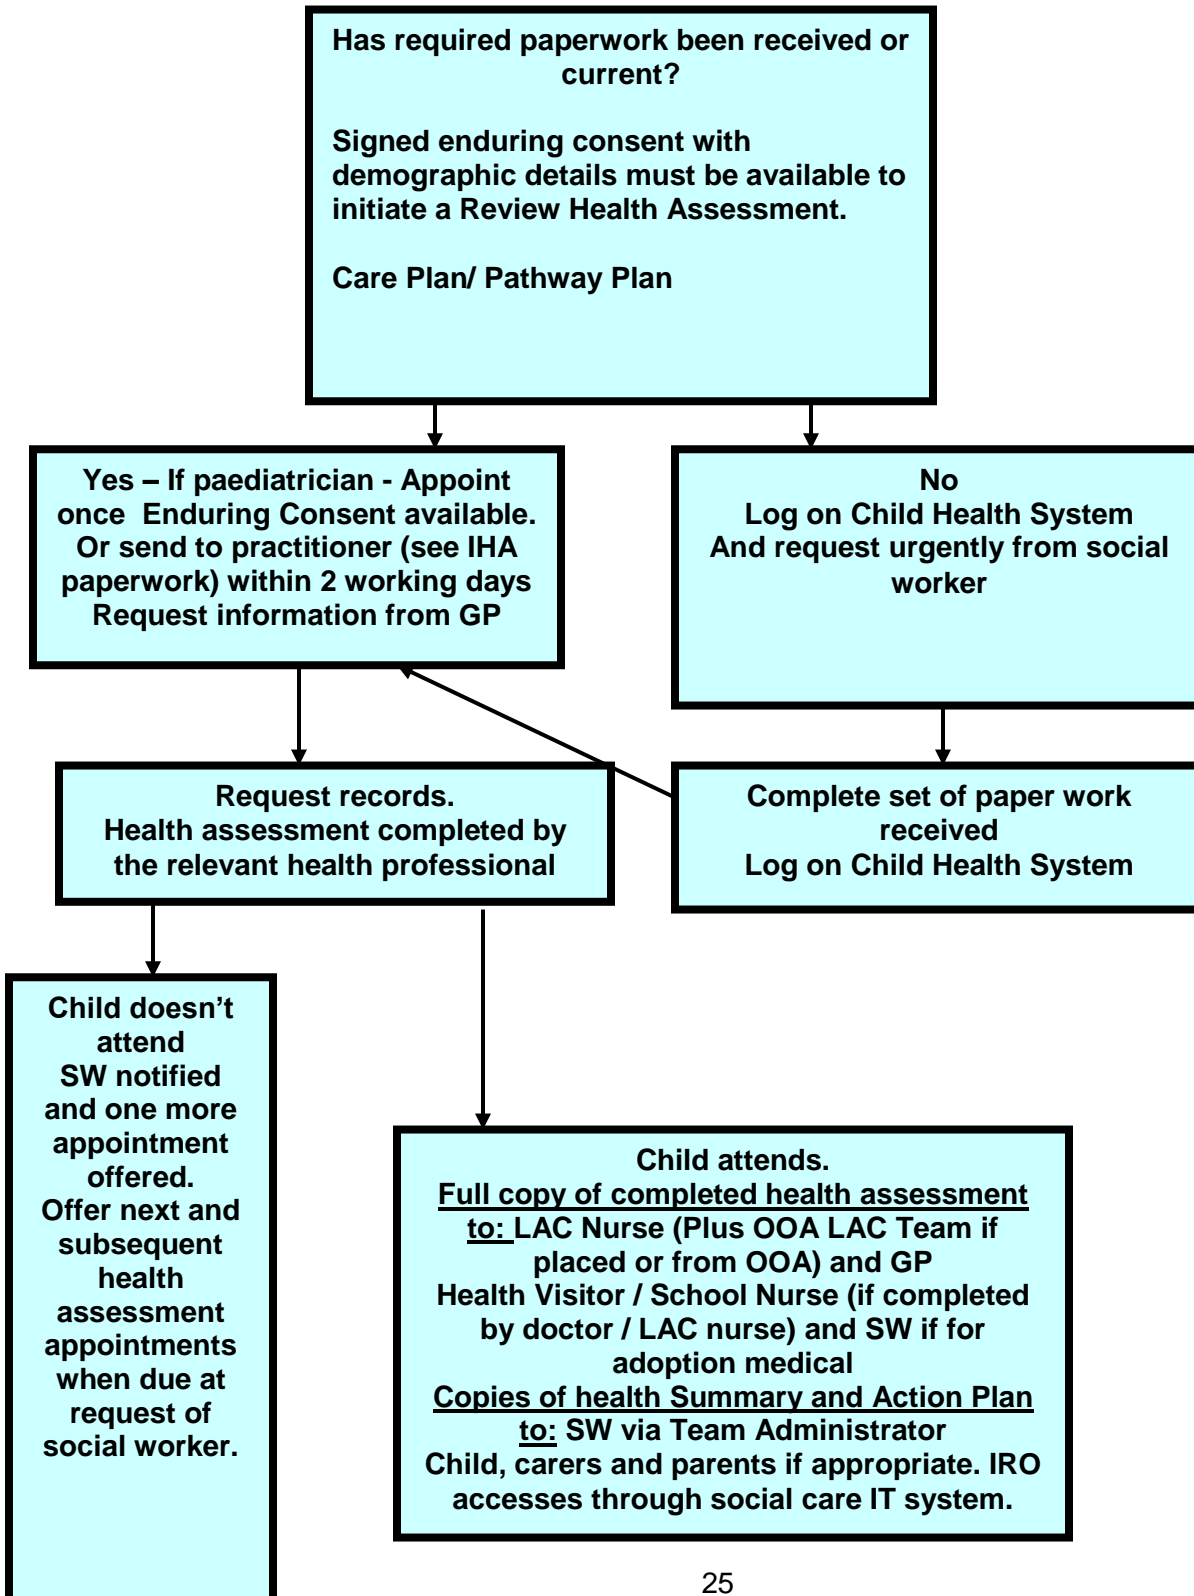 Has required paperwork been received or
current?
Signed enduring consent with
demographic details must be available to
initiate a Review Health Assessment.
Care Plan/ Pathway Plan
Yes – If paediatrician - Appoint
once Enduring Consent available.
Or send to practitioner (see IHA
paperwork) within 2 working days
Request information from GP
No
Log on Child Health System
And request urgently from social
worker
Request records.
Health assessment completed by
the relevant health professional
Complete set of paper work
received
Log on Child Health System
Child doesn’t
attend
SW notified
and one more
appointment
offered.
Offer next and
subsequent
health
assessment
appointments
when due at
request of
social worker.
Child attends.
Full copy of completed health assessment
to: LAC Nurse (Plus OOA LAC Team if
placed or from OOA) and GP
Health Visitor / School Nurse (if completed
by doctor / LAC nurse) and SW if for
adoption medical
Copies of health Summary and Action Plan
to: SW via Team Administrator
Child, carers and parents if appropriate. IRO
accesses through social care IT system.
25